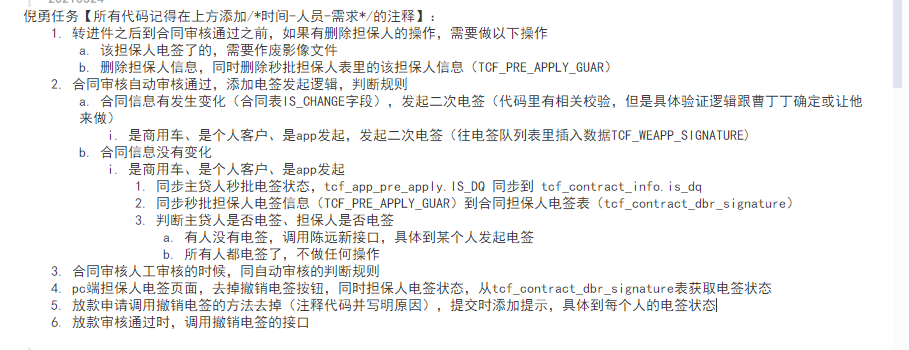 倪勇任务【所有代码记得在上方添加/*时间-人员-需求*/的注释】:
1. 转进件之后到合同审核通过之前，如果有删除担保人的操作，需要做以下操作
a. 该担保人电签了的，需要作废影像文件
b. 删除担保人信息，同时删除秒批担保人表里的该担保人信息（TCF_PRE_APPLY_GUAR）
2. 合同审核自动审核通过，添加电签发起逻辑，判断规则
a. 合同信息有发生变化（合同表IS_CHANGE字段），发起二次电签（代码里有相关校验，但是具体验证逻辑跟曹丁丁确定或让他
来做）
i. 是商用车、是个人客户、是app发起，发起二次电签（往电签队列表里插入数据TCF_WEAPP_SIGNATURE)
b. 合同信息没有变化
i. 是商用车、是个人客户、是app发起
1. 同步主贷人秒批电签状态，tcf_app_pre_apply.IS_DQ 同步到 tcf_contract_info.is_dq
2. 同步秒批担保人电签信息（TCF_PRE_APPLY_GUAR）到合同担保人电签表（tcf_contract_dbr_signature）
3. 判断主贷人是否电签、担保人是否电签
a. 有人没有电签，调用陈远新接口，具体到某个人发起电签
b. 所有人都电签了，不做任何操作
3. 合同审核人工审核的时候，同自动审核的判断规则
4. pc端担保人电签页面，去掉撤销电签按钮，同时担保人电签状态，从tcf_contract_dbr_signature表获取电签状态
5. 放款申请调用撤销电签的方法去掉（注释代码并写明原因），提交时添加提示，具体到每个人的电签状态
6. 放款审核通过时，调用撤销电签的接口